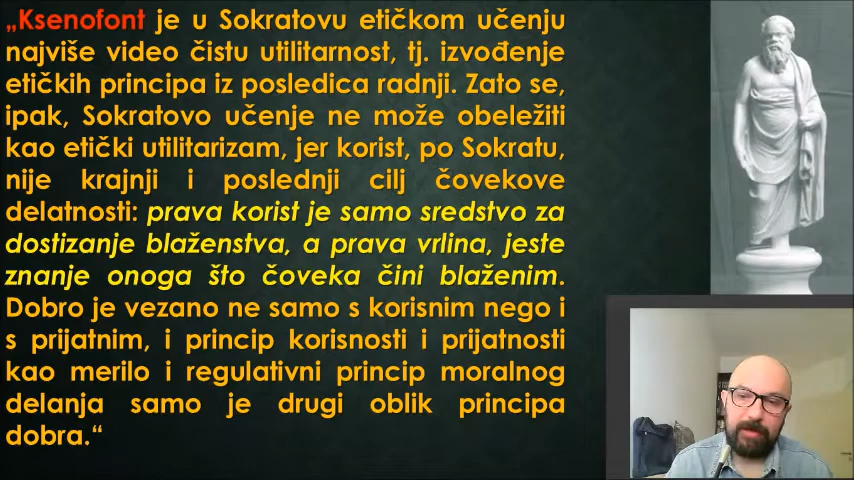 „Ksenofont je u Sokratovu etičkom učenju
najviše video čistu utilitarnost, tj. izvođenje
etičkih principa iz posledica radnji. Zato se,
ipak, Sokratovo učenje ne može obeležiti
kao etički utilitarizam, jer korist, po Sokratu,
nije krajnji i poslednji cilj čovekove
delatnosti: prava korist je samo sredstvo za
dostizanje blaženstva, a prava vrlina, jeste
znanje onoga što čoveka čini blaženim.
Dobro je vezano ne samo s korisnim nego i
s prijatnim, i princip korisnosti i prijatnosti
kao merilo i regulativni princip moralnog
delanja samo je drugi oblik principa
dobra.“